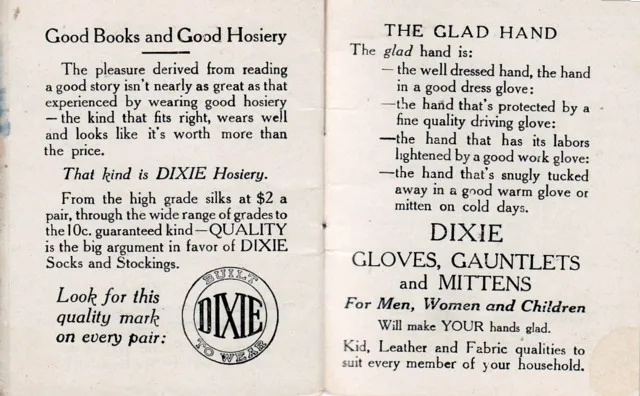 Good Books and Good Hosiery
The pleasure derived from reading
a good story isn't nearly as great as that
experienced by wearing good hosiery
—the kind that fits right, wears well
and looks like it's worth more than
the price.
That kind is DIXIE Hosiery.
From the high grade silks at $2 a
pair, through the wide range of grades to
the 10c. guaranteed kind—QUALITY
is the big argument in favor of DIXIE
Socks and Stockings.
Look for this
quality mark
on every pair:
BUILT
DIXIE
TO WEAR
THE GLAD HAND
The glad hand is:
—the well dressed hand, the hand
in a good dress glove:
—the hand that's protected by a
fine quality driving glove:
—the hand that has its labors
lightened by a good work glove:
—the hand that's snugly tucked
away in a good warm glove or
mitten on cold days.
DIXIE
GLOVES, GAUNTLETS
and MITTENS
For Men, Women and Children
Will make YOUR hands glad.
Kid, Leather and Fabric qualities to
suit every member of your household.